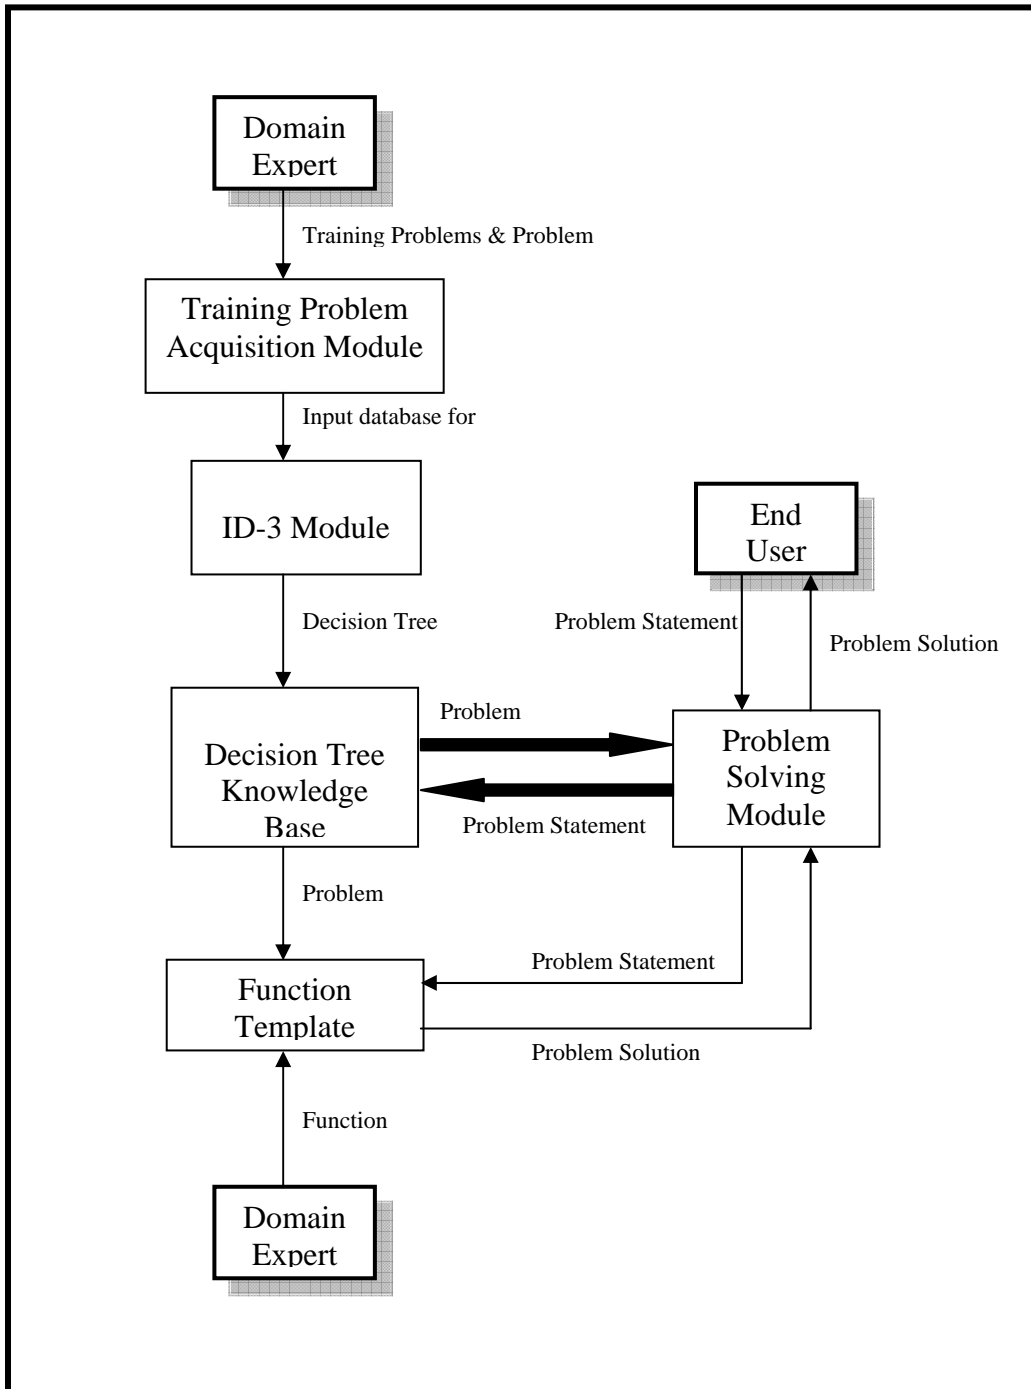 Domain
Expert
Training Problems & Problem
Training Problem
Acquisition Module
Input database for
ID-3 Module
End
User
Decision Tree
Problem Statement
Problem Solution
Problem
Decision Tree
Knowledge
Base
Problem
Solving
Module
Problem Statement
Problem
Problem Statement
Function
Template
Problem Solution
Function
Domain
Expert